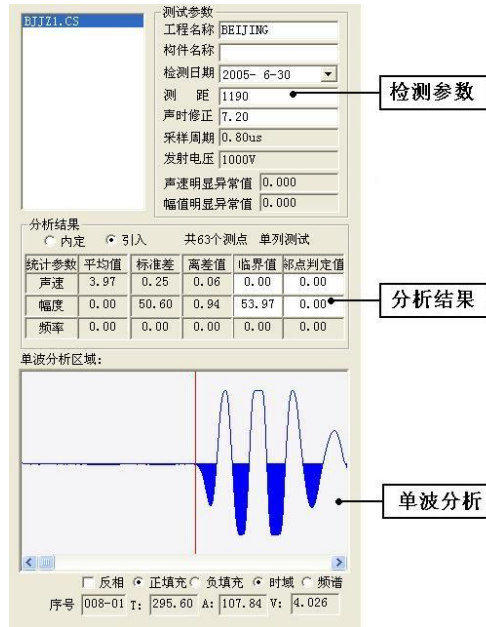 BJJZ1.CS
测试参数
工程名称 BEIJING
构件名称
检测日期 2005- 6-30
测 距 1190
声时修正 7.20
采样周期 0.80us
发射电压 1000V
声速明显异常值 0.000
幅值明显异常值 0.000
检测参数
分析结果
内定 引入 共63个测点 单列测试
统计参数 平均值 标准差 离差值 临界值 邻点判定值
声速 3.97 0.25 0.06 0.00 0.00
幅度 0.00 50.60 0.94 53.97 0.00
频率 0.00 0.00 0.00 0.00 0.00
分析结果
单波分析区域:
单波分析
反相 正填充 负填充 时域 频谱
序号 008-01 T: 295.60 A: 107.84 V: 4.026